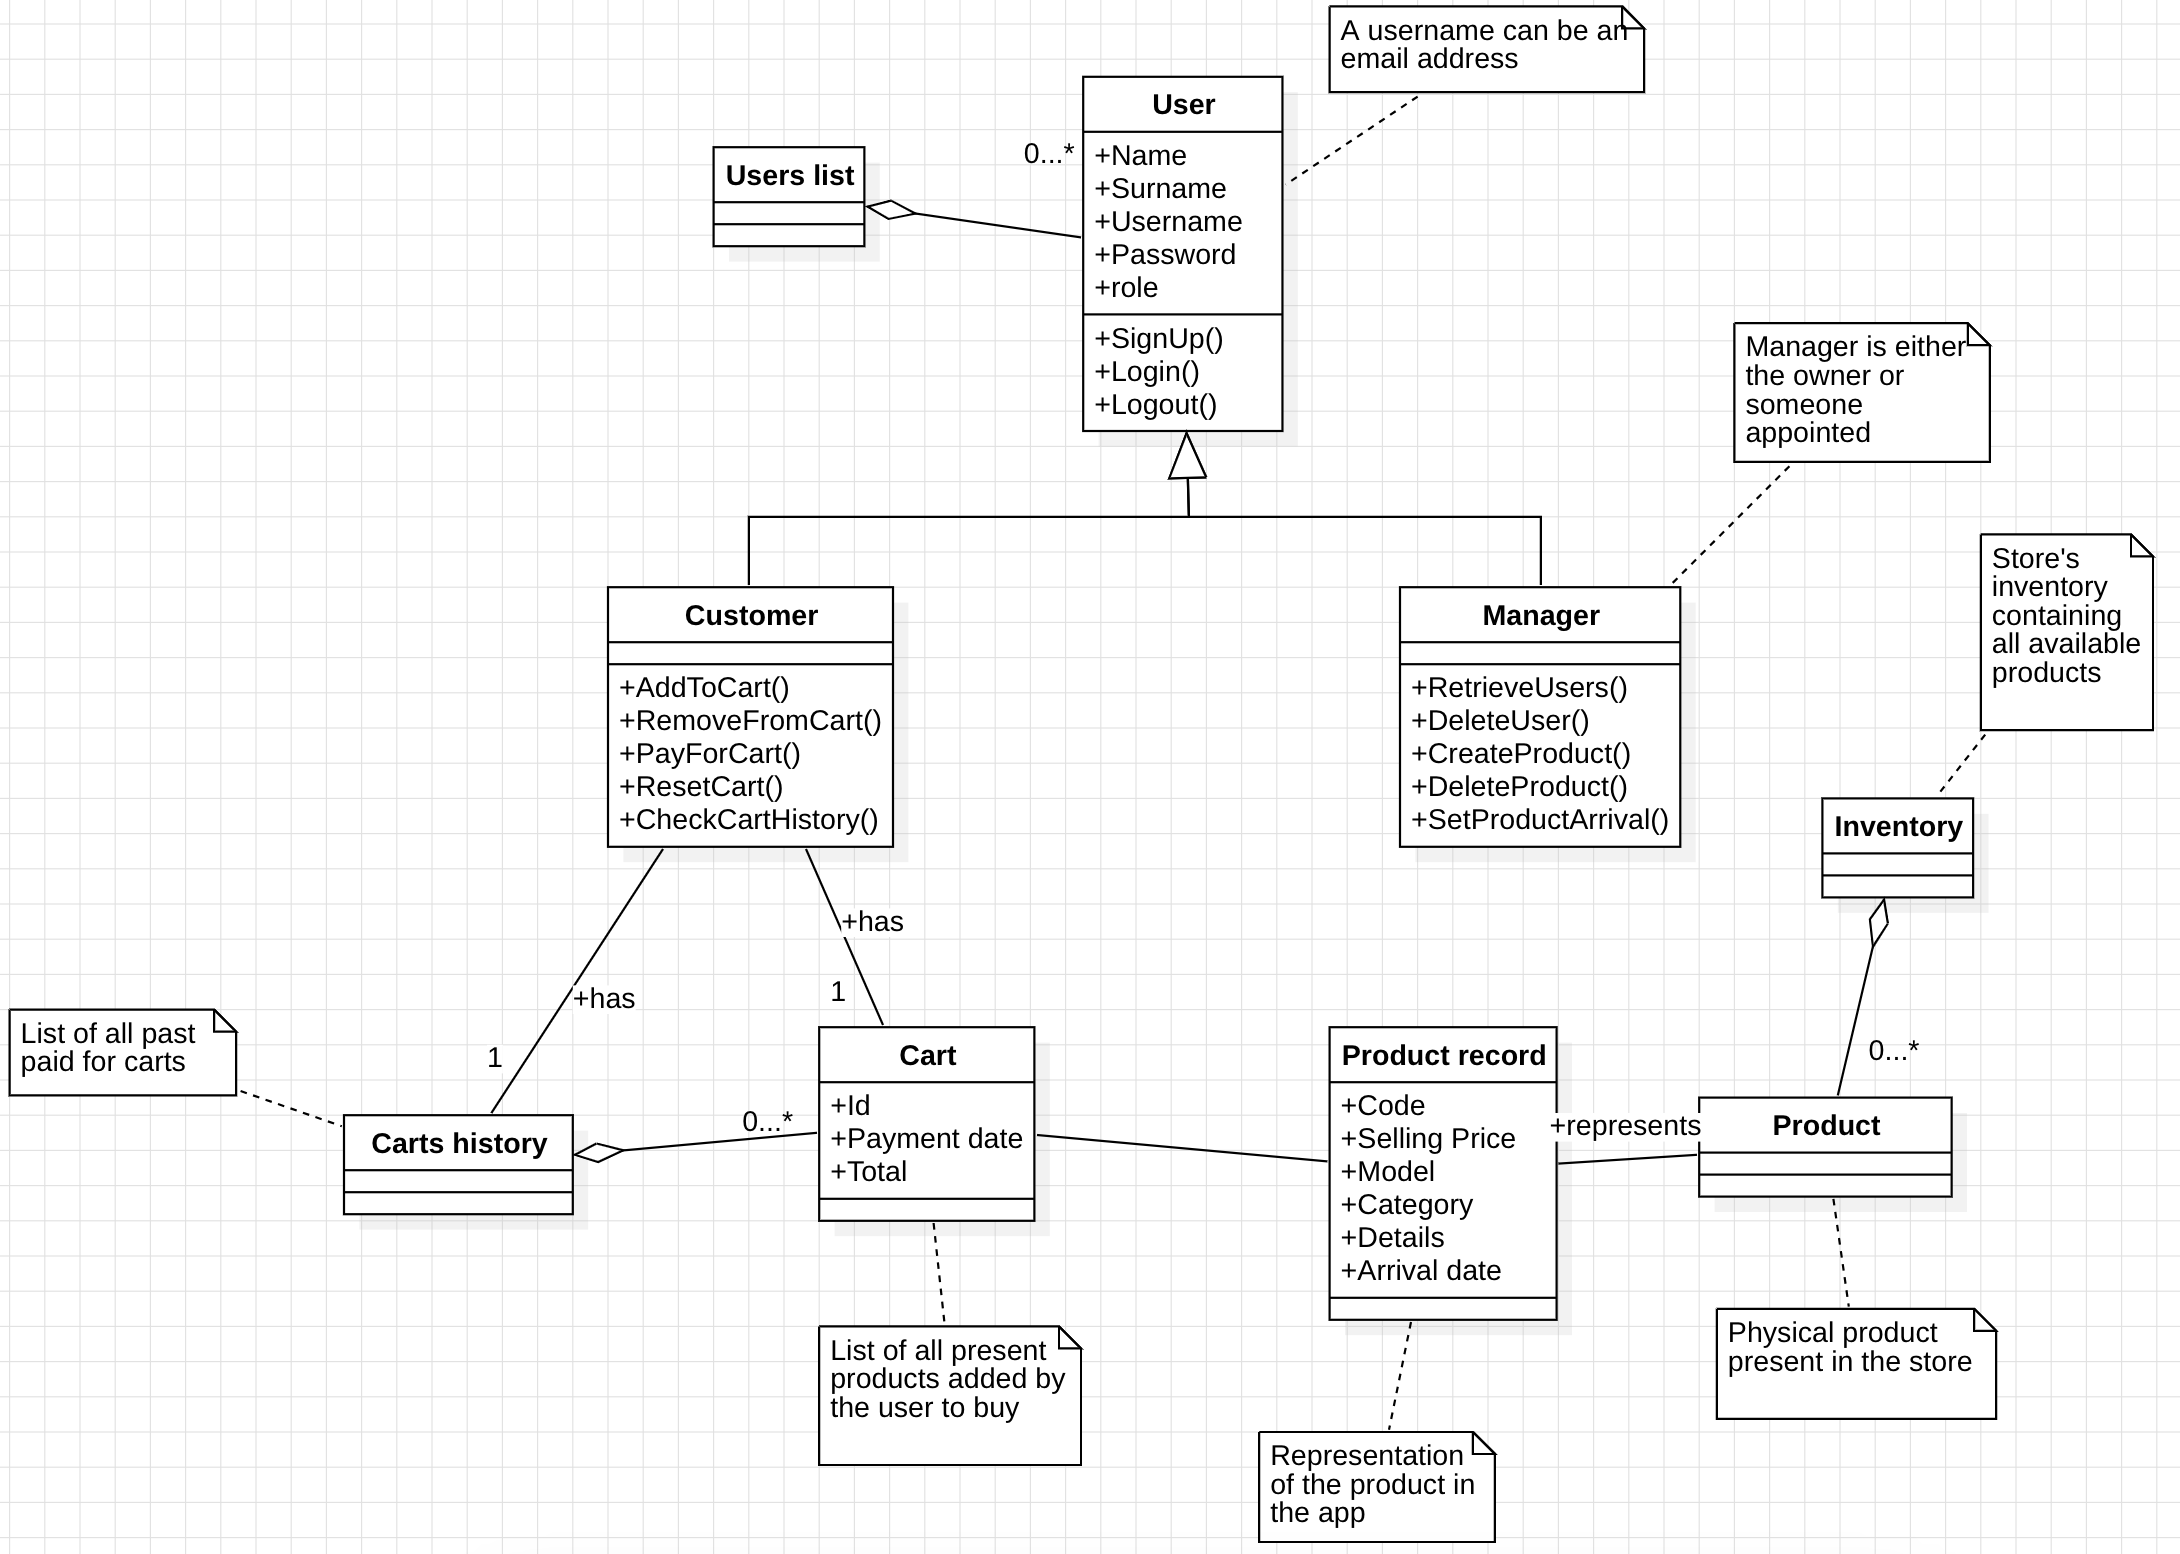 A username can be an
email address
User
0...*
+Name
+Surname
+Username
+Password
+role
+SignUp()
+Login()
+Logout()
Users list
Manager is either
the owner or
someone
appointed
Store's
inventory
containing
all available
products
Customer
+AddToCart()
+RemoveFromCart()
+PayForCart()
+ResetCart()
+CheckCartHistory()
Manager
+RetrieveUsers()
+DeleteUser()
+CreateProduct()
+DeleteProduct()
+SetProductArrival()
Inventory
+has
+has
1
1
0...*
List of all past
paid for carts
Carts history
0...*
Cart
+Id
+Payment date
+Total
Product record
+Code
+Selling Price
+Model
+Category
+Details
+Arrival date
+represents
Product
List of all present
products added by
the user to buy
Physical product
present in the store
Representation
of the product in
the app